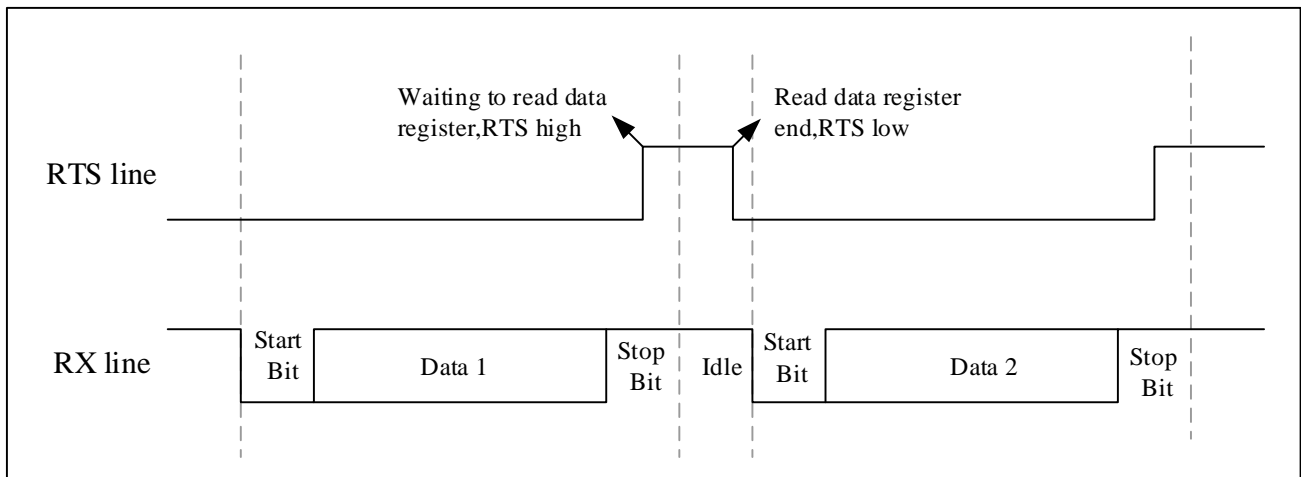 Waiting to read data
register,RTS high
Read data register
end,RTS low
RTS line
RX line
Start
Bit
Data 1
Stop
Bit
Idle
Start
Bit
Data 2
Stop
Bit